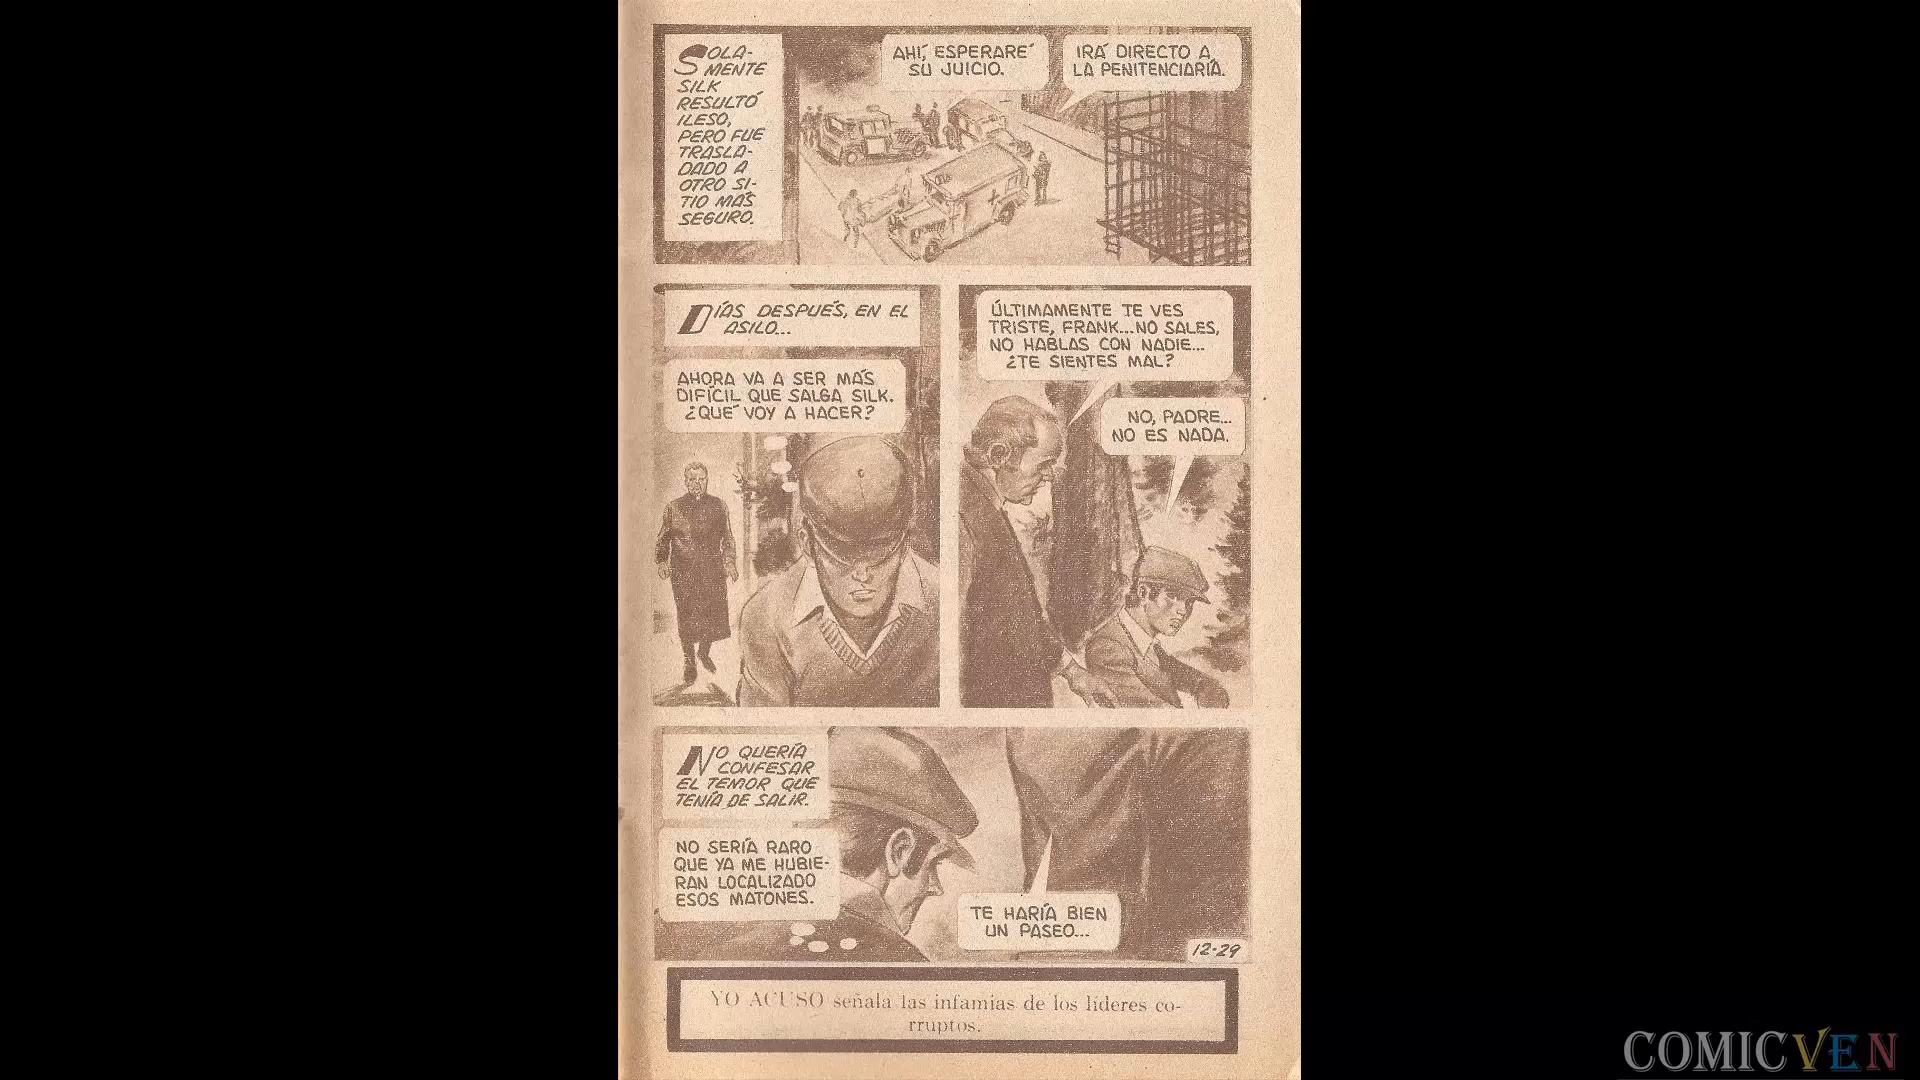 SOLA-
MENTE
SILK
RESULTÓ
ILESO,
PERO FUE
TRASLA-
DADO A
OTRO SI-
TIO MÁS
SEGURO.
AHÍ, ESPERARÉ
SU JUICIO.
IRÁ DIRECTO A
LA PENITENCIARÍA.
DÍAS DESPUÉS, EN EL
ASILO...
AHORA VA A SER MÁS
DIFÍCIL QUE SALGA SILK.
¿QUÉ VOY A HACER?
ÚLTIMAMENTE TE VES
TRISTE, FRANK...NO SALES,
NO HABLAS CON NADIE...
¿TE SIENTES MAL?
NO, PADRE...
NO ES NADA.
NO QUERÍA
CONFESAR
EL TEMOR QUE
TENÍA DE SALIR.
NO SERÍA RARO
QUE YA ME HUBIE-
RAN LOCALIZADO
ESOS MATONES.
TE HARÍA BIEN
UN PASEO...
12-29
YO ACUSO señala las infamias de los líderes co-
rruptos.
COMICVEN